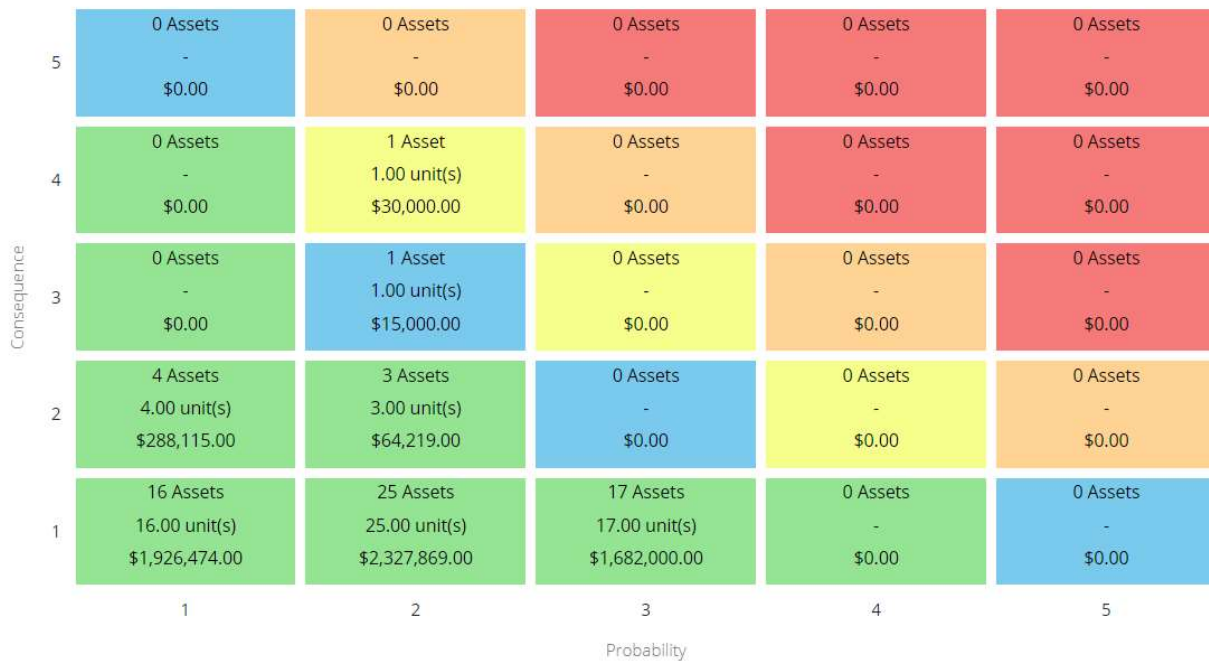 0 Assets
-
$0.00
0 Assets
-
$0.00
0 Assets
-
$0.00
0 Assets
-
$0.00
0 Assets
-
$0.00
5
0 Assets
-
$0.00
1 Asset
1.00 unit(s)
$30,000.00
0 Assets
-
$0.00
0 Assets
-
$0.00
0 Assets
-
$0.00
4
Consequence
0 Assets
-
$0.00
1 Asset
1.00 unit(s)
$15,000.00
0 Assets
-
$0.00
0 Assets
-
$0.00
0 Assets
-
$0.00
3
4 Assets
4.00 unit(s)
$288,115.00
3 Assets
3.00 unit(s)
$64,219.00
0 Assets
-
$0.00
0 Assets
-
$0.00
0 Assets
-
$0.00
2
16 Assets
16.00 unit(s)
$1,926,474.00
25 Assets
25.00 unit(s)
$2,327,869.00
17 Assets
17.00 unit(s)
$1,682,000.00
0 Assets
-
$0.00
0 Assets
-
$0.00
1
1
2
3
4
5
Probability